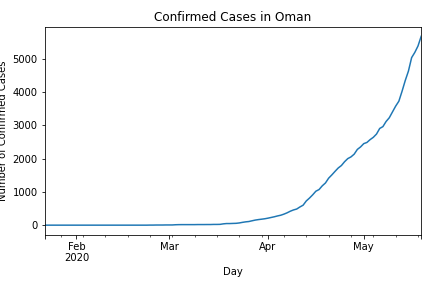 Confirmed Cases in Oman
Number of Confirmed Cases
5000
4000
3000
2000
1000
0
Feb
2020
Mar
Apr
May
Day